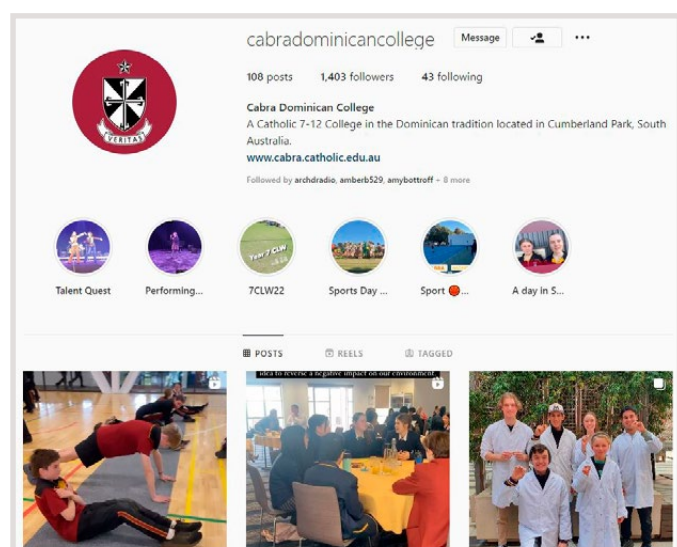 cabradominicancollege Message
108 posts 1,403 followers 43 following
Cabra Dominican College
A Catholic 7-12 College in the Dominican tradition located in Cumberland Park, South
Australia.
www.cabra.catholic.edu.au
Followed by archdradio, amberb529, amybottroff + 8 more
VERITAS
Year 7 CLW
Talent Quest Performing... 7CLW22 Sports Day ... Sport 🏀... A day in S...
POSTS REELS TAGGED
idea to reverse a negative impact on our environment.